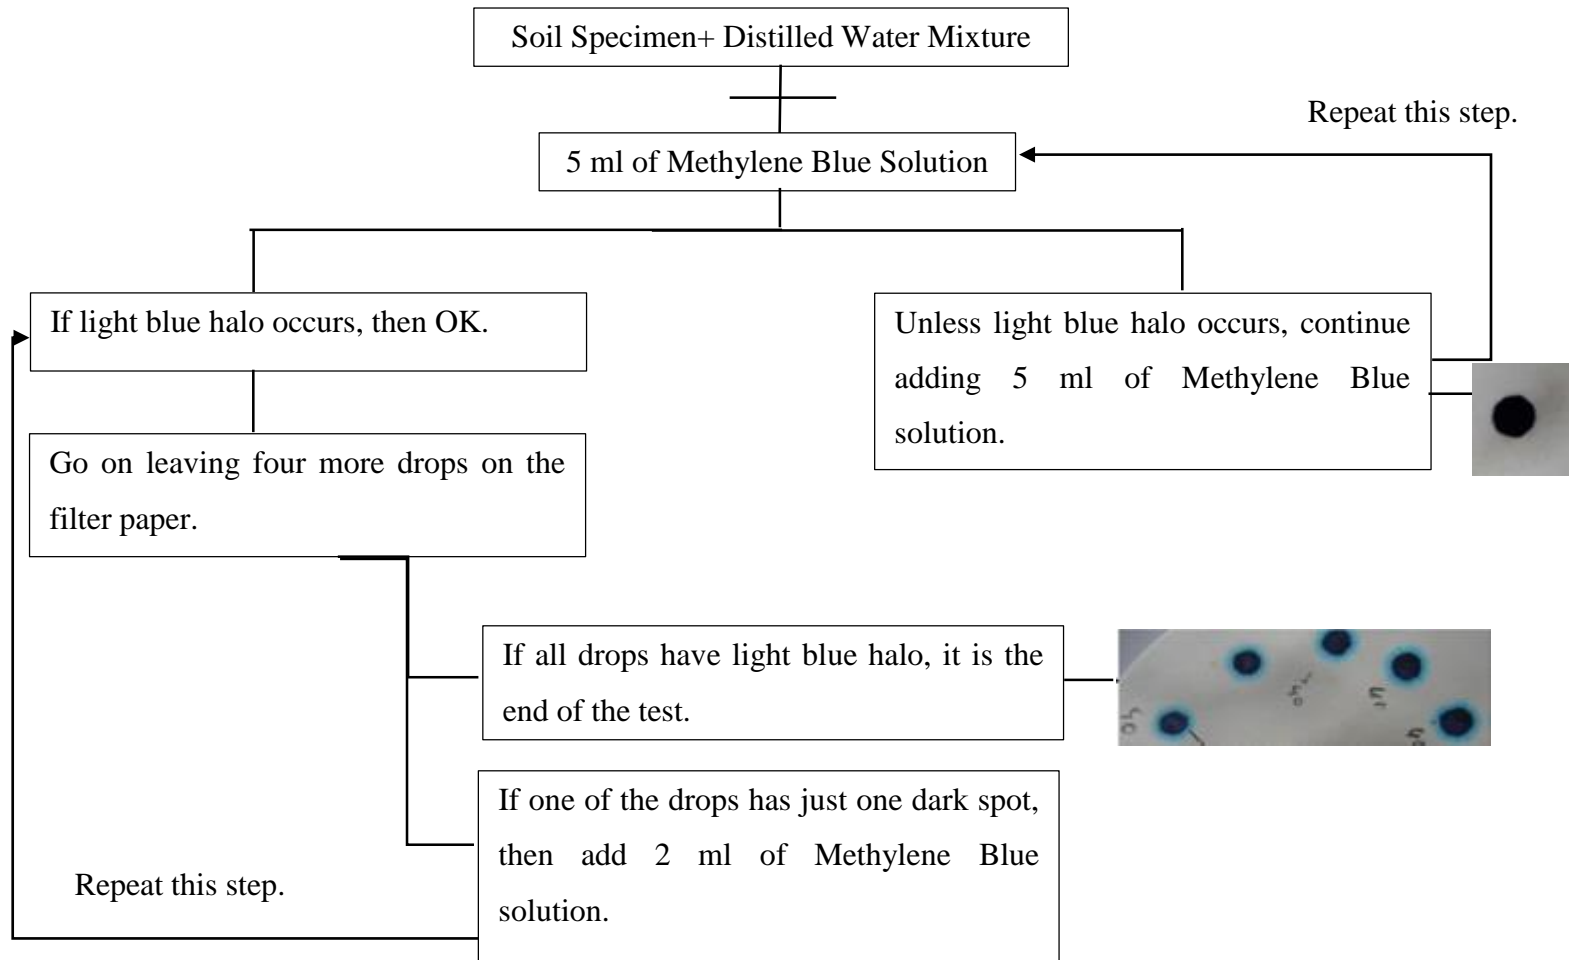 Soil Specimen+ Distilled Water Mixture
Repeat this step.
5 ml of Methylene Blue Solution
If light blue halo occurs, then OK.
Unless light blue halo occurs, continue
adding 5 ml of Methylene Blue
solution.
Go on leaving four more drops on the
filter paper.
If all drops have light blue halo, it is the
end of the test.
40
If one of the drops has just one dark spot,
then add 2 ml of Methylene Blue
solution.
Repeat this step.